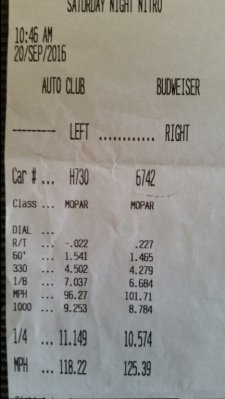 SATURDAY NIGHT NITRO
10:46 AM
20/SEP/2016
AUTO CLUB BUDWEISER
--------- LEFT ........... RIGHT
Car # ... H730 6742
Class ... MOPAR MOPAR
DIAL ...
R/T ... -.022 .227
60' ... 1.541 1.465
330 ... 4.502 4.279
1/8 ... 7.037 6.684
MPH ... 96.27 101.71
1000 ... 9.253 8.784
1/4 ... 11.149 10.574
MPH ... 118.22 125.39